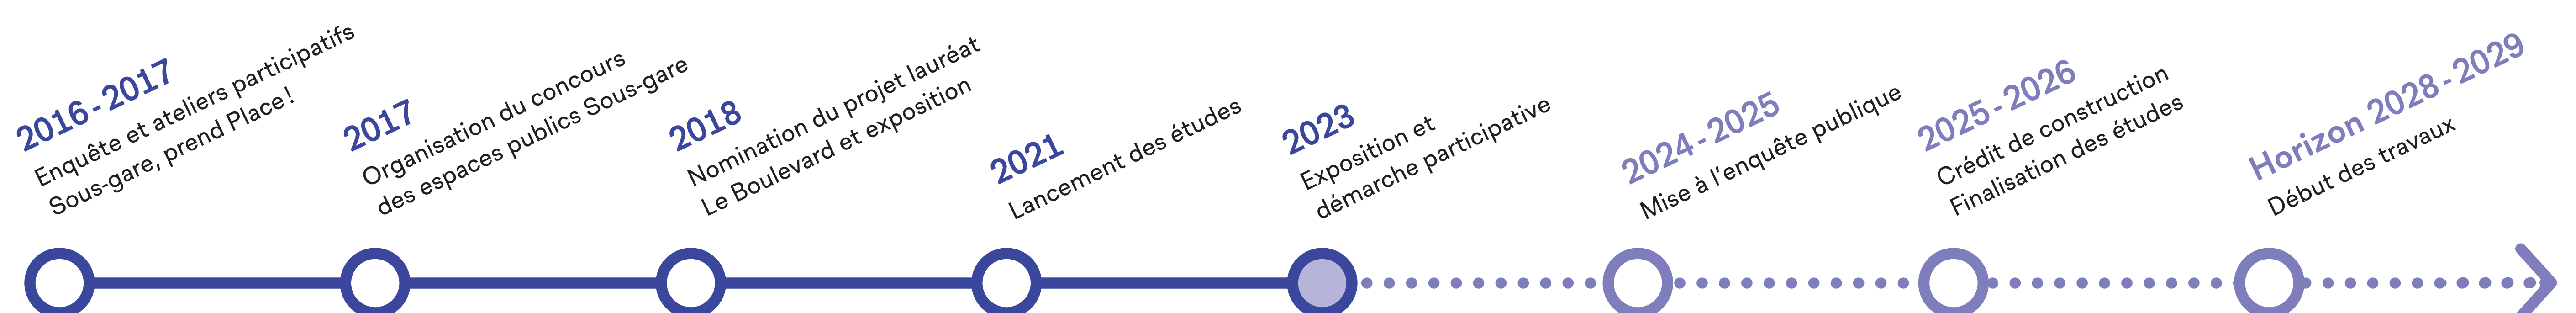 2016-2017
Enquête et ateliers participatifs
Sous-gare, prend Place!
2017
Organisation du concours
des espaces publics Sous-gare
2018
Nomination du projet lauréat
Le Boulevard et exposition
2021
Lancement des études
2023
Exposition et
démarche participative
2024-2025
Mise à l'enquête publique
2025-2026
Crédit de construction
Finalisation des études
Horizon 2028-2029
Début des travaux